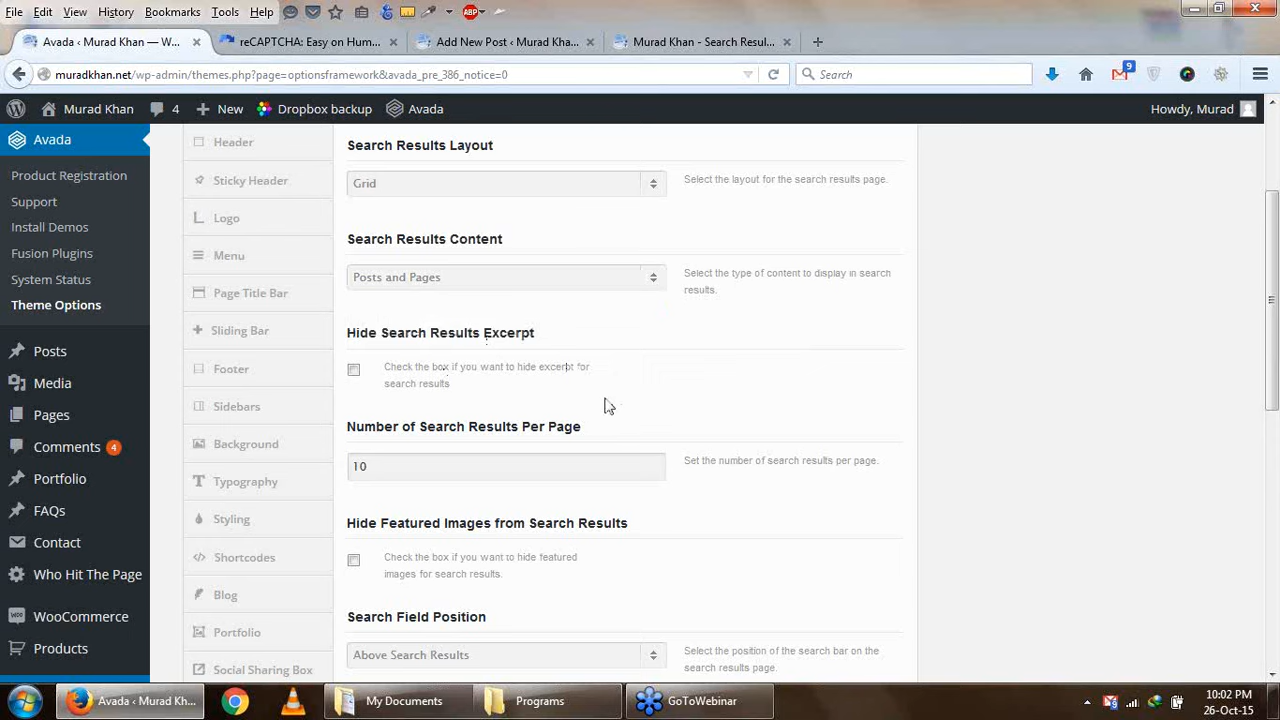 File Edit View History Bookmarks Tools Help ABP
Avada ‹ Murad Khan — W... × reCAPTCHA: Easy on Hum... × Add New Post ‹ Murad Kha... × Murad Khan - Search Resul... × +
muradkhan.net/wp-admin/themes.php?page=optionsframework&avada_pre_386_notice=0 Search 9
Murad Khan 4 New Dropbox backup Avada Howdy, Murad
Avada
Product Registration
Support
Install Demos
Fusion Plugins
System Status
Theme Options
Posts
Media
Pages
Comments 4
Portfolio
FAQs
Contact
Who Hit The Page
WooCommerce
Products
Header
Sticky Header
Logo
Menu
Page Title Bar
Sliding Bar
Footer
Sidebars
Background
Typography
Styling
Shortcodes
Blog
Portfolio
Social Sharing Box
Search Results Layout
Grid
Select the layout for the search results page.
Search Results Content
Posts and Pages
Select the type of content to display in search
results.
Hide Search Results Excerpt
Check the box if you want to hide excerpt for
search results
Number of Search Results Per Page
10
Set the number of search results per page.
Hide Featured Images from Search Results
Check the box if you want to hide featured
images for search results.
Search Field Position
Above Search Results
Select the position of the search bar on the
search results page.
Avada ‹ Murad Kh... My Documents Programs GoToWebinar
10:02 PM
26-Oct-15